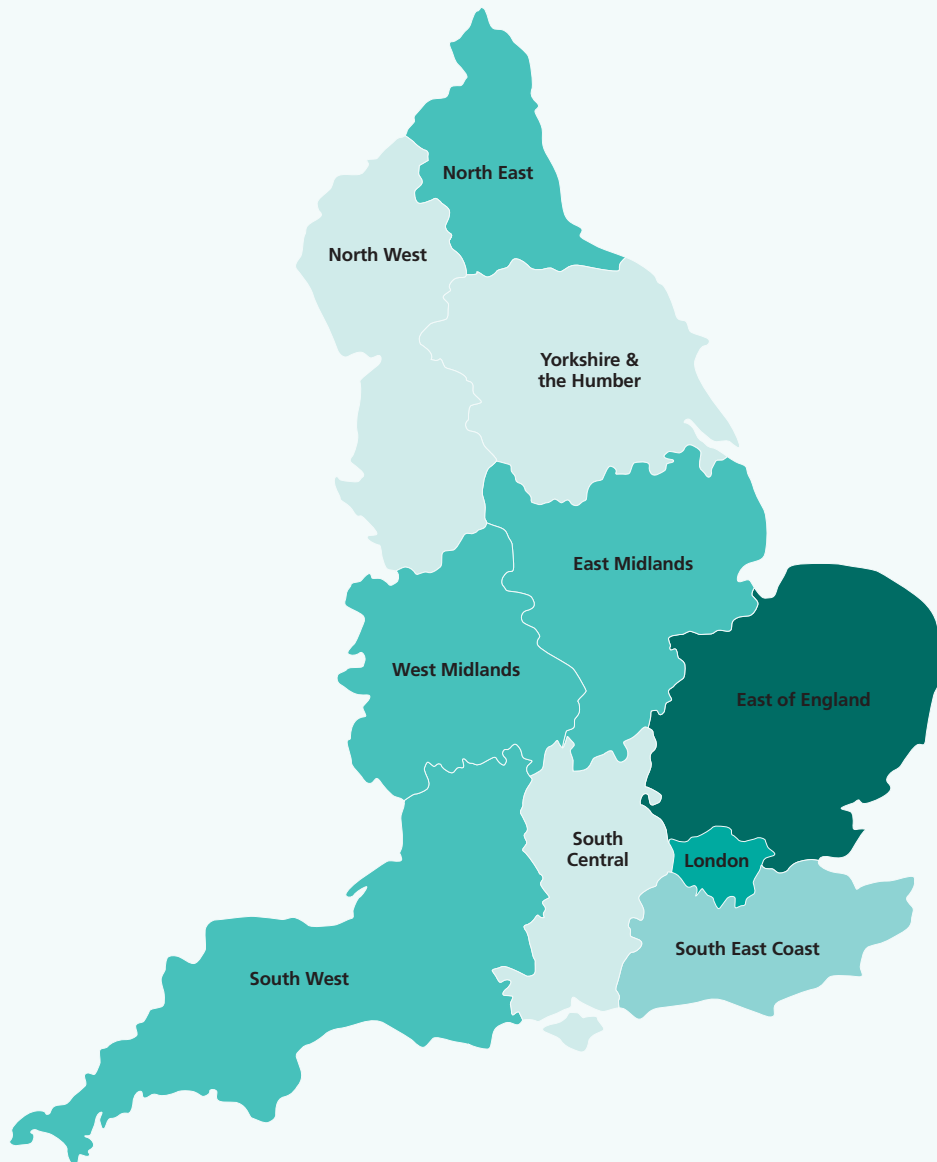 North East
North West
Yorkshire &
the Humber
East Midlands
West Midlands
East of England
South
Central
London
South East Coast
South West